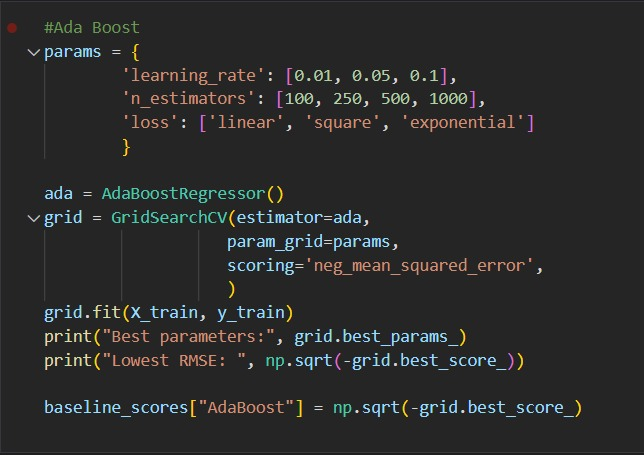 #Ada Boost
params = {
'learning_rate': [0.01, 0.05, 0.1],
'n_estimators': [100, 250, 500, 1000],
'loss': ['linear', 'square', 'exponential']
}
ada = AdaBoostRegressor()
grid = GridSearchCV(estimator=ada,
param_grid=params,
scoring='neg_mean_squared_error',
)
grid.fit(X_train, y_train)
print("Best parameters:", grid.best_params_)
print("Lowest RMSE: ", np.sqrt(-grid.best_score_))
baseline_scores["AdaBoost"] = np.sqrt(-grid.best_score_)